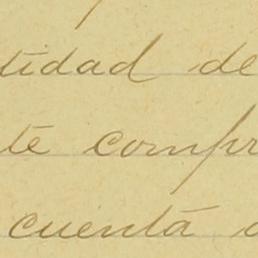 tidad de
te compr
cuenta